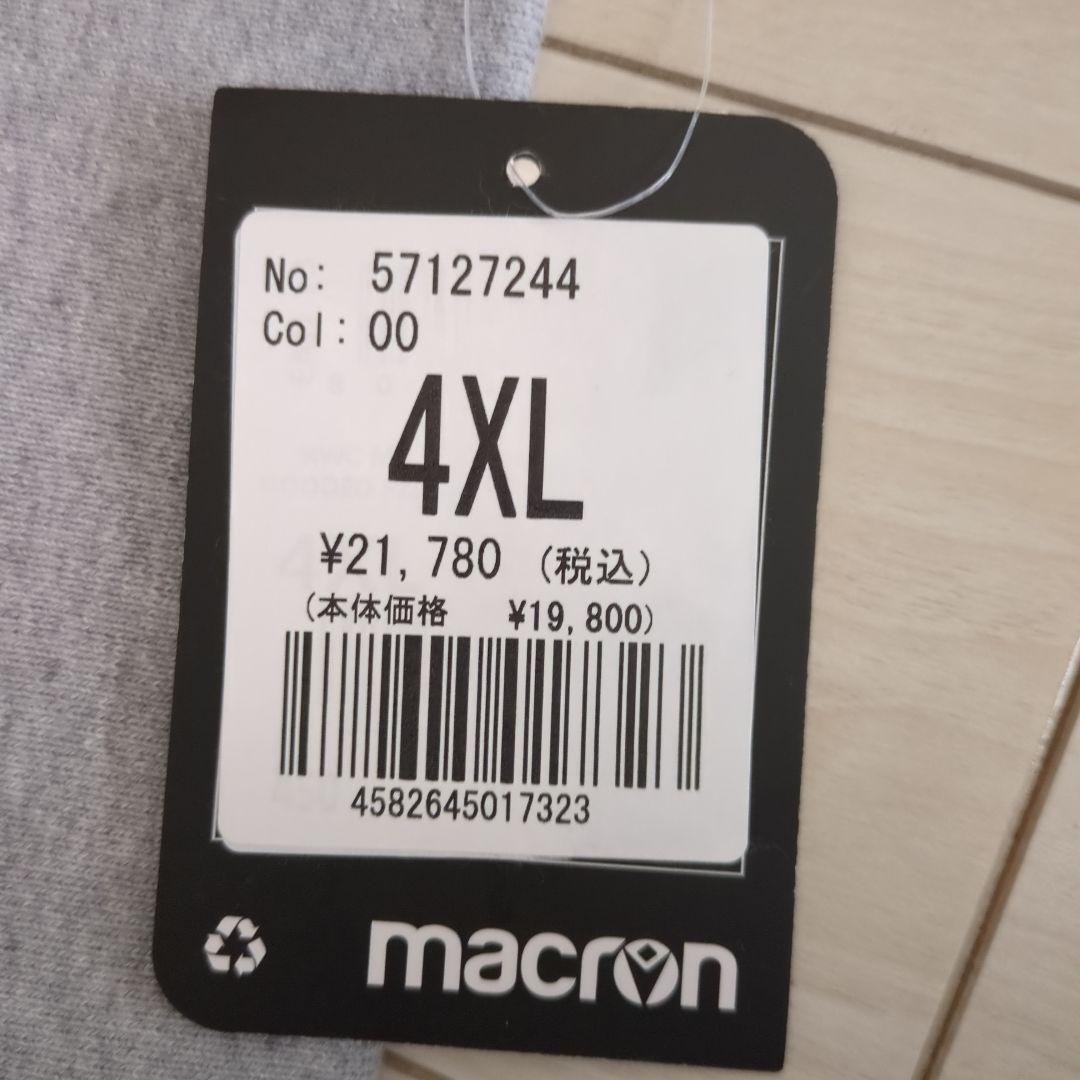 No: 57127244
Col: 00
4XL
¥21,780 (税込)
(本体価格 ¥19,800)
4582645017323
macron